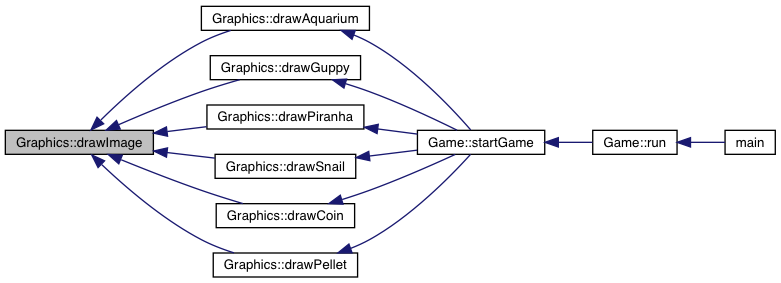 Graphics::drawAquarium
Graphics::drawGuppy
Graphics::drawPiranha
Graphics::drawImage
Game::startGame
Game::run
main
Graphics::drawSnail
Graphics::drawCoin
Graphics::drawPellet